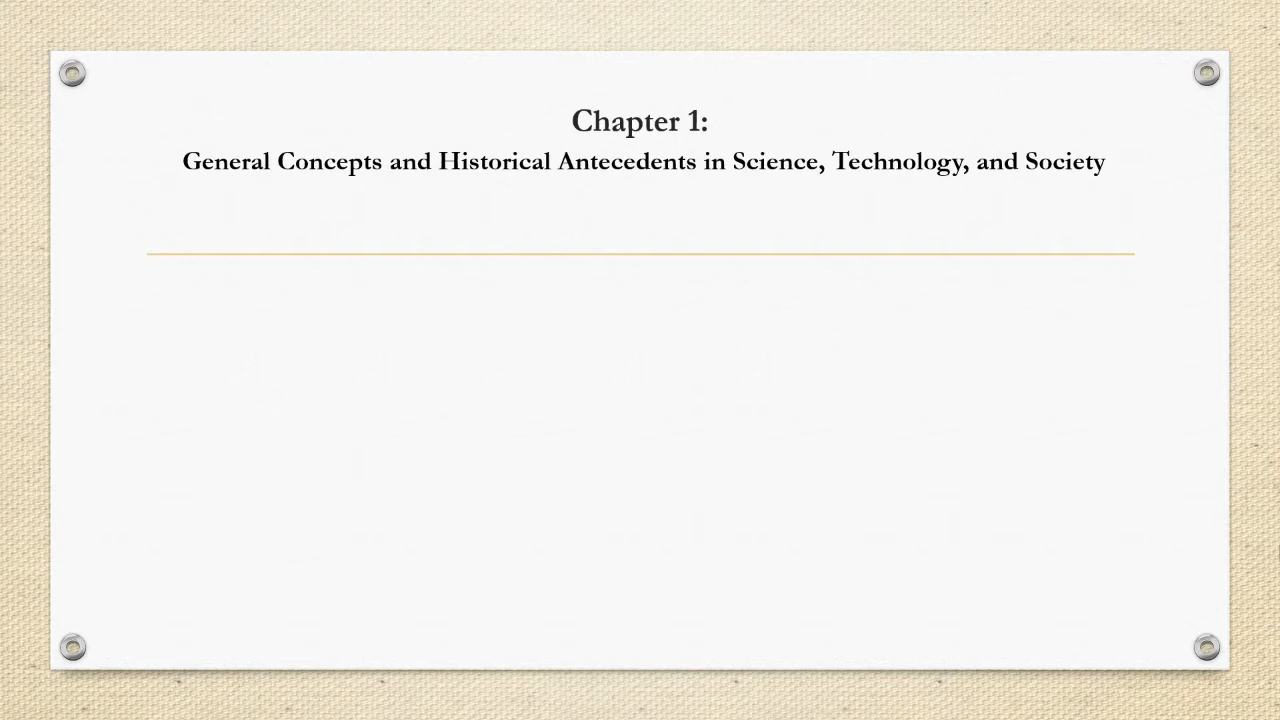 Chapter 1:
General Concepts and Historical Antecedents in Science, Technology, and Society